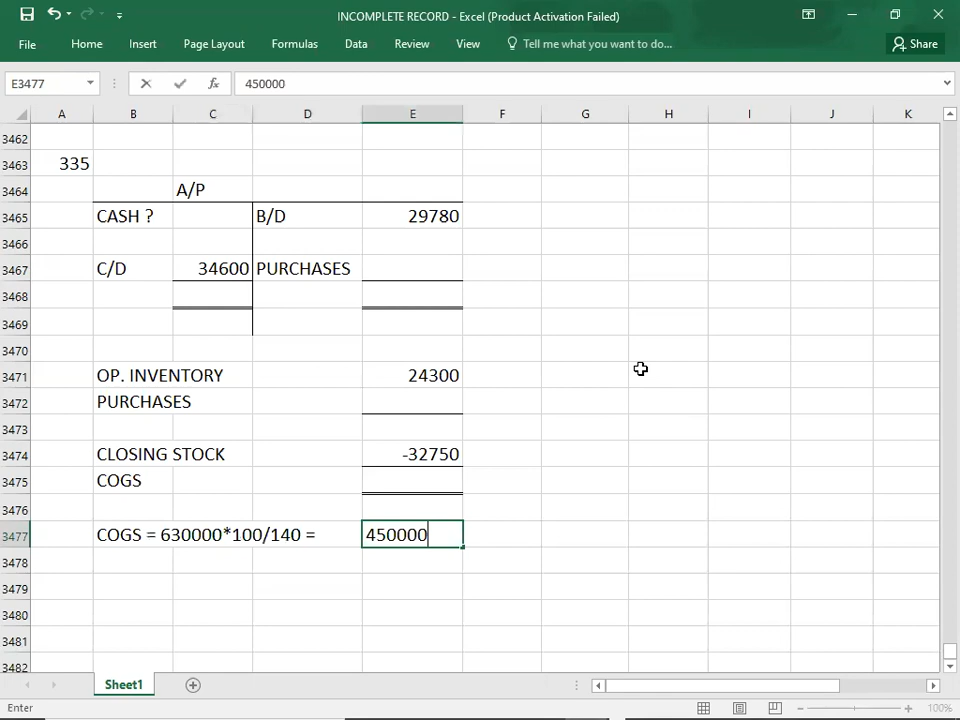 INCOMPLETE RECORD - Excel (Product Activation Failed)
File Home Insert Page Layout Formulas Data Review View Tell me what you want to do... Share
E3477 fx 450000
A B C D E F G H I J K
3462
3463 335
3464 A/P
3465 CASH ? B/D 29780
3466
3467 C/D 34600 PURCHASES
3468
3469
3470
3471 OP. INVENTORY 24300
3472 PURCHASES
3473
3474 CLOSING STOCK -32750
3475 COGS
3476
3477 COGS = 630000*100/140 = 450000
3478
3479
3480
3481
3482
Sheet1
Enter 100%